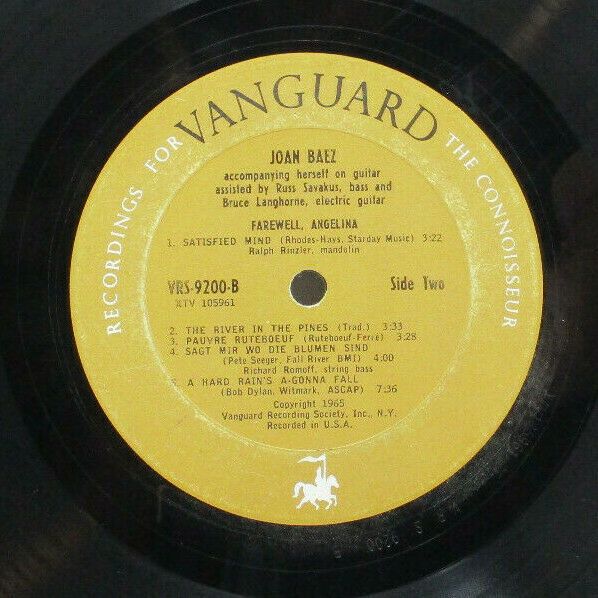 RECORDINGS FOR VANGUARD THE CONNOISSEUR
JOAN BAEZ
accompanying herself on guitar
assisted by Russ Savakus, bass and
Bruce Langhorne, electric guitar
FAREWELL, ANGELINA
1. SATISFIED MIND (Rhodes-Hays, Starday Music) 3:22
Ralph Rinzler, mandolin
VRS-9200-B Side Two
XTV 105961
2. THE RIVER IN THE PINES (Trad.) 3:33
3. PAUVRE RUTEBOEUF (Ruteboeuf-Ferré) 3:28
4. SAGT MIR WO DIE BLUMEN SIND
(Pete Seeger, Fall River BMI) 4:00
Richard Romoff, string bass
A HARD RAIN'S A-GONNA FALL
(Bob Dylan, Witmark, ASCAP) 7:36
Copyright 1965
Vanguard Recording Society, Inc., N.Y.
Recorded in U.S.A.